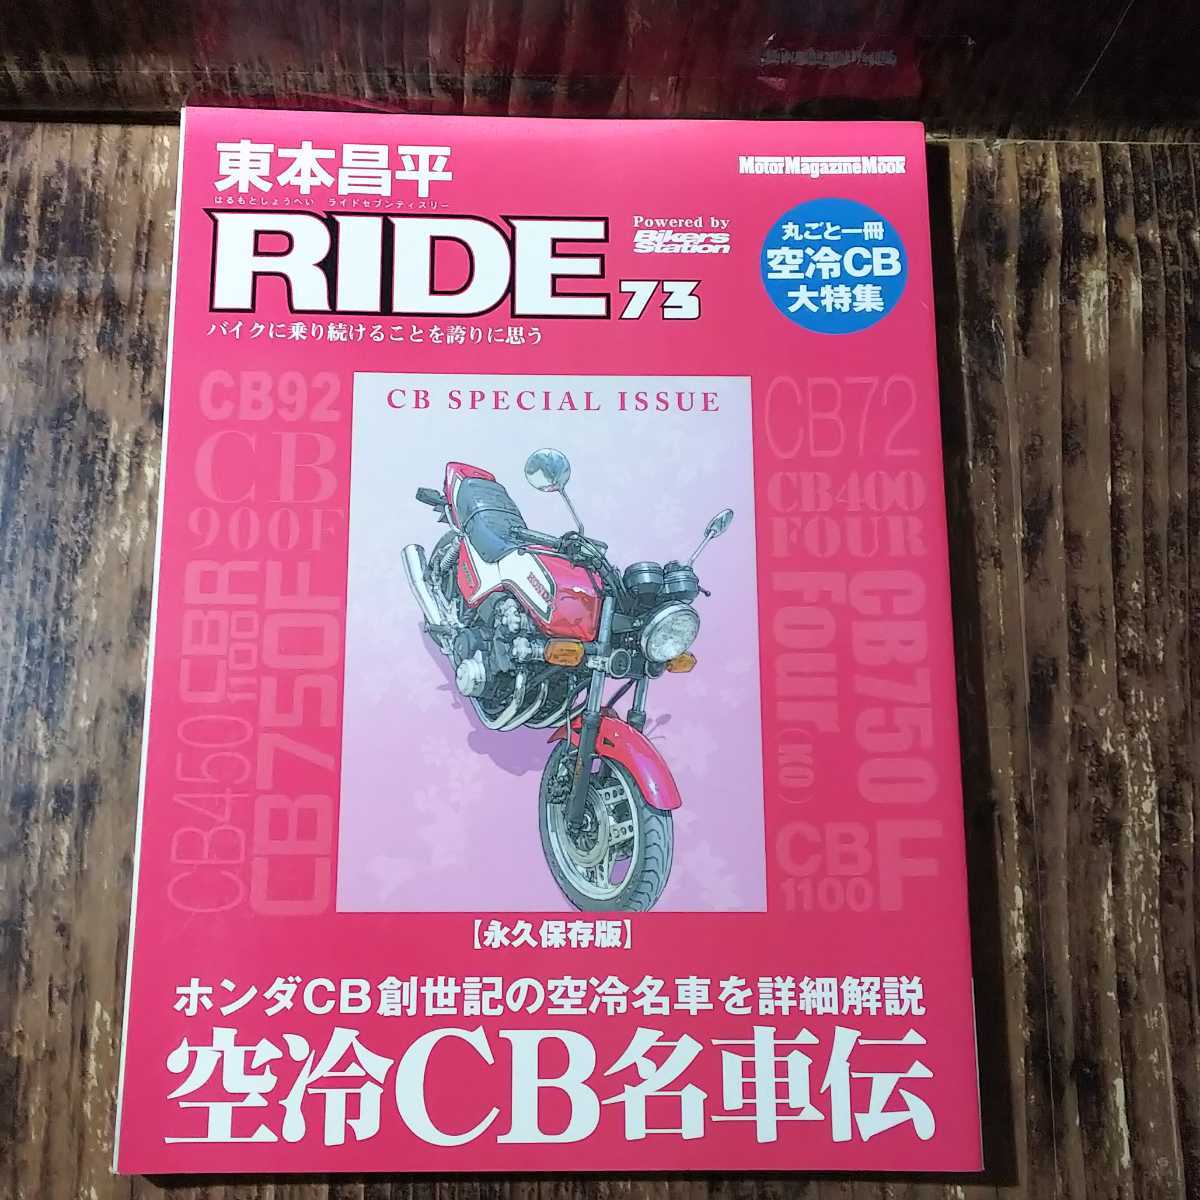 東本昌平
はるもとしょうへい ライドセブンティスリー
RIDE 73
バイクに乗り続けることを誇りに思う
Powered by
Bikers
Station
MotorMagazineMook
丸ごと一冊
空冷CB
大特集
CB SPECIAL ISSUE
HONDA
CB92
CB
900F
CBR
1100
CB750F
CB450
CB72
CB400
FOUR
CB750
Four(K0)
F
CB
1100
【永久保存版】
ホンダCB創世記の空冷名車を詳細解説
空冷CB名車伝